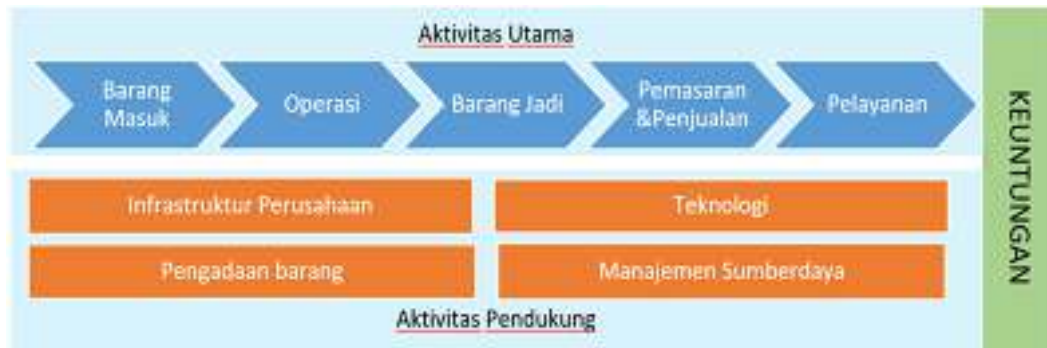 Aktivitas Utama
Barang
Masuk
Operasi
Barang Jadi
Pemasaran
&Penjualan
Pelayanan
KEUNTUNGAN
Infrastruktur Perusahaan
Teknologi
Pengadaan barang
Manajemen Sumberdaya
Aktivitas Pendukung